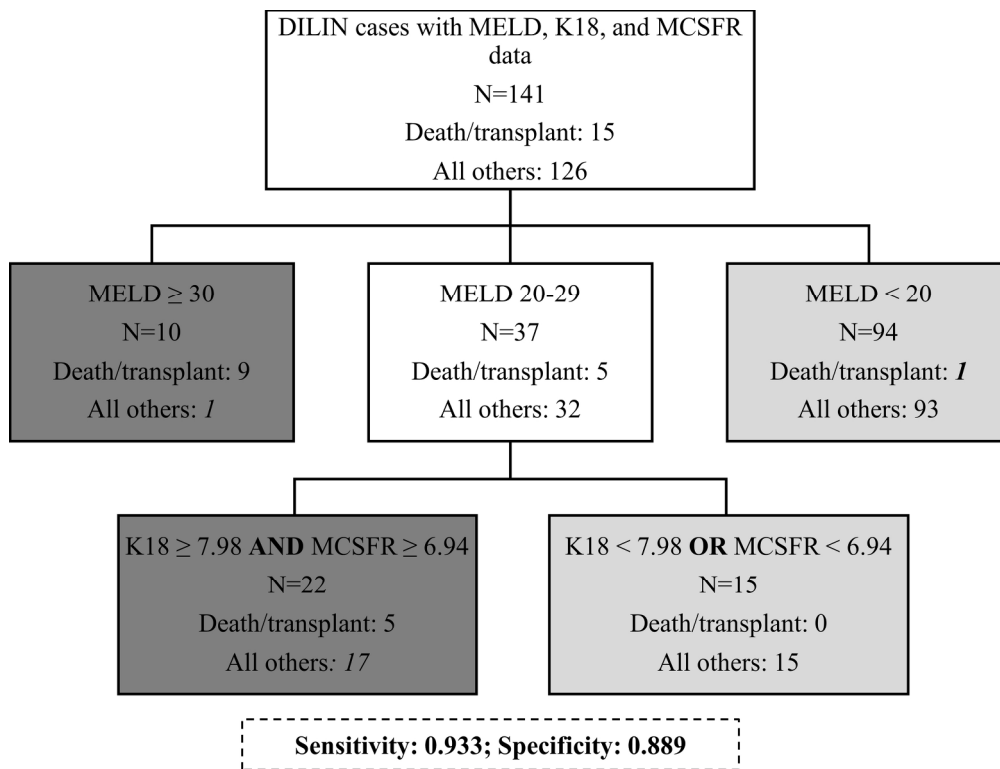 DILIN cases with MELD, K18, and MCSFR
data
N=141
Death/transplant: 15
All others: 126
MELD ≥ 30
N=10
Death/transplant: 9
All others: 1
MELD 20-29
N=37
Death/transplant: 5
All others: 32
MELD < 20
N=94
Death/transplant: 1
All others: 93
K18 ≥ 7.98 AND MCSFR ≥ 6.94
N=22
Death/transplant: 5
All others: 17
K18 < 7.98 OR MCSFR < 6.94
N=15
Death/transplant: 0
All others: 15
Sensitivity: 0.933; Specificity: 0.889